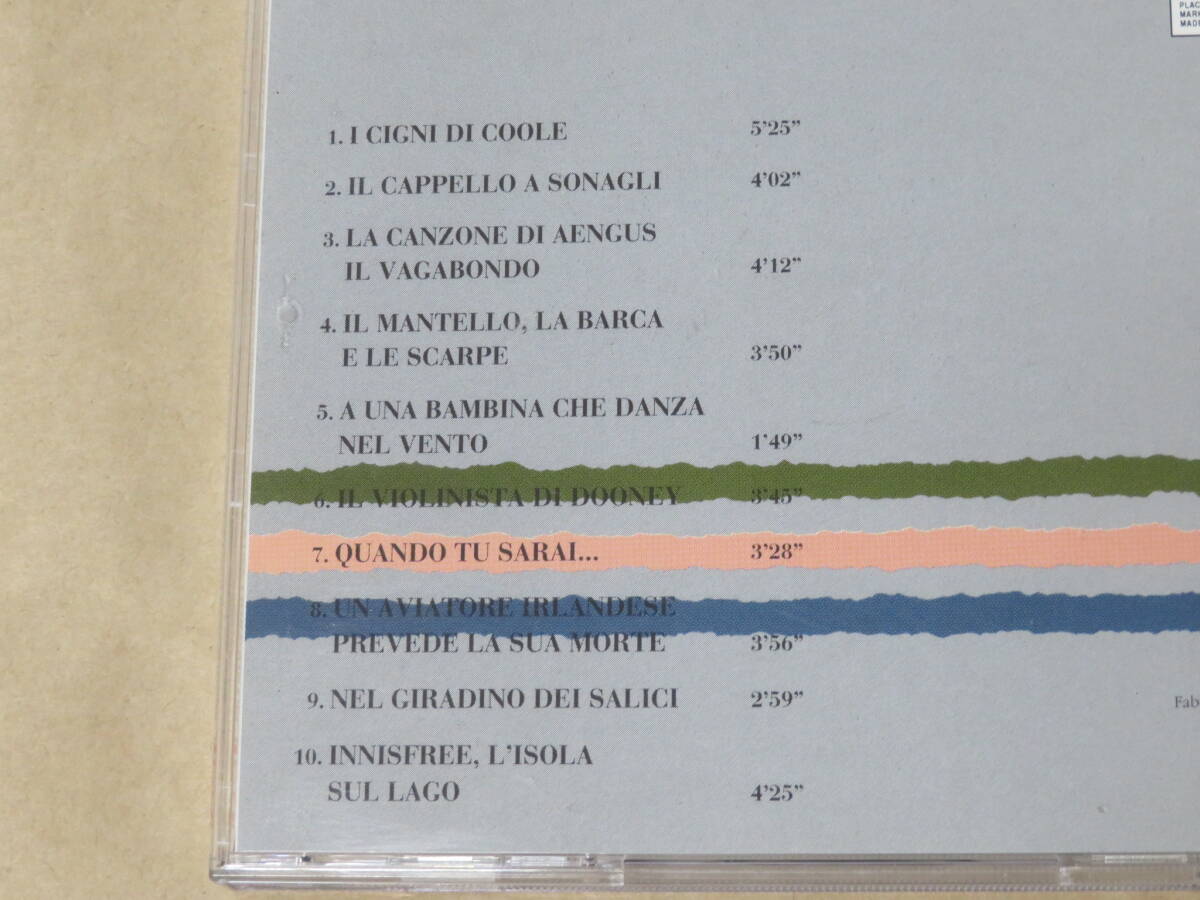 PLAC
MARK
MADE
1. I CIGNI DI COOLE 5'25"
2. IL CAPPELLO A SONAGLI 4'02"
3. LA CANZONE DI AENGUS
IL VAGABONDO 4'12"
4. IL MANTELLO, LA BARCA
E LE SCARPE 3'50"
5. A UNA BAMBINA CHE DANZA
NEL VENTO 1'49"
6. IL VIOLINISTA DI DOONEY 3'45"
7. QUANDO TU SARAI... 3'28"
8. UN AVIATORE IRLANDESE
PREVEDE LA SUA MORTE 3'56"
9. NEL GIRADINO DEI SALICI 2'59"
Fab
10. INNISFREE, L'ISOLA
SUL LAGO 4'25"